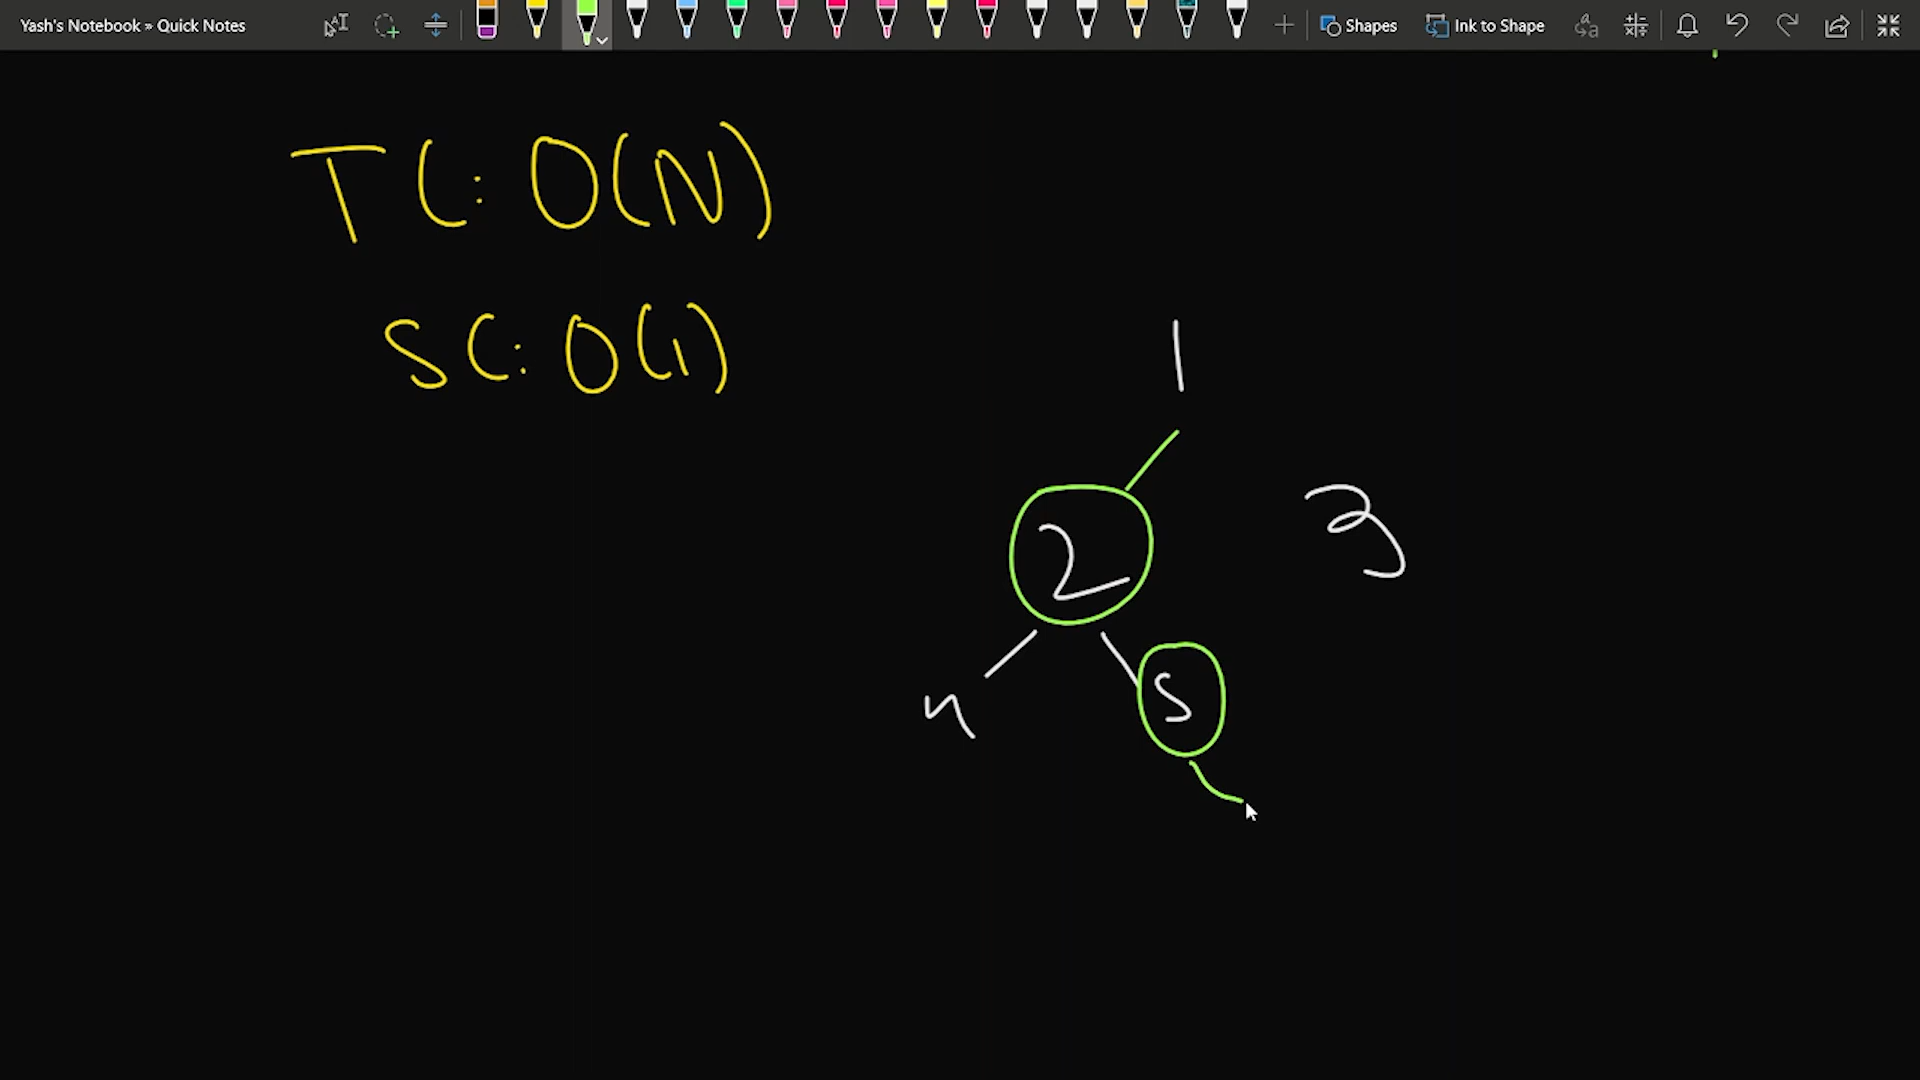 Yash's Notebook » Quick Notes
Shapes
Ink to Shape
TC: O(N)
SC: O(1)
1
2
3
4
5